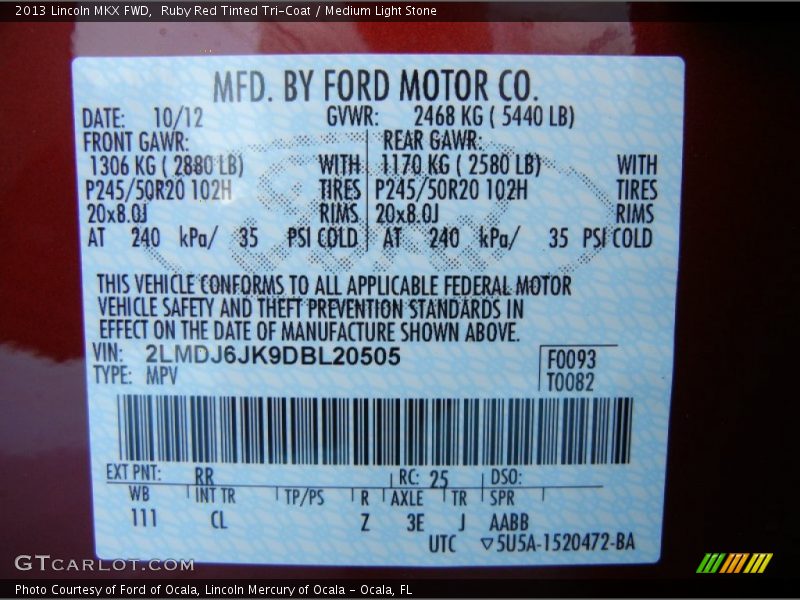 2013 Lincoln MKX FWD,  Ruby Red Tinted Tri-Coat / Medium Light Stone
MFD. BY FORD MOTOR CO.
DATE: 10/12 GVWR: 2468 KG ( 5440 LB)
FRONT GAWR: REAR GAWR:
1306 KG ( 2880 LB) WITH 1170 KG ( 2580 LB) WITH
P245/50R20 102H TIRES P245/50R20 102H TIRES
20x8.0J RIMS 20x8.0J RIMS
AT 240 kPa/ 35 PSI COLD AT 240 kPa/ 35 PSI COLD
THIS VEHICLE CONFORMS TO ALL APPLICABLE FEDERAL MOTOR
VEHICLE SAFETY AND THEFT PREVENTION STANDARDS IN
EFFECT ON THE DATE OF MANUFACTURE SHOWN ABOVE.
VIN: 2LMDJ6JK9DBL20505 F0093
TYPE: MPV T0082
EXT PNT: RR RC: 25 DSO:
WB INT TR TP/PS R AXLE TR SPR
111 CL Z 3E J AABB
UTC ▽5U5A-1520472-BA
GTCARLOT.COM
Photo Courtesy of Ford of Ocala, Lincoln Mercury of Ocala - Ocala, FL